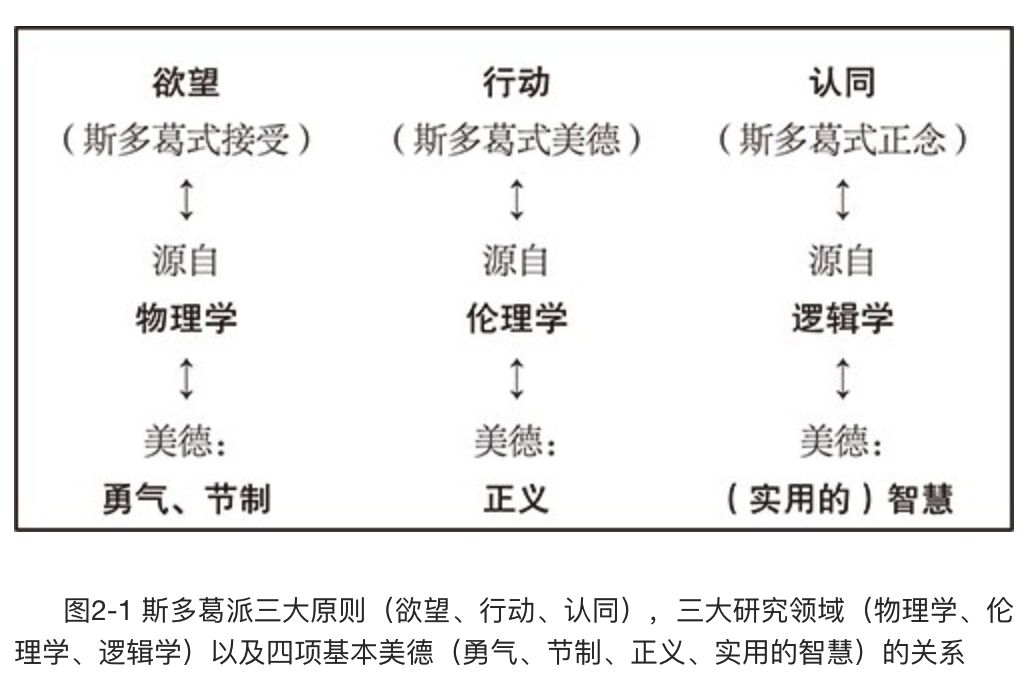 欲望 行动 认同
（斯多葛式接受） （斯多葛式美德） （斯多葛式正念）
源自 源自 源自
物理学 伦理学 逻辑学
美德： 美德： 美德：
勇气、节制 正义 （实用的）智慧
图2-1 斯多葛派三大原则（欲望、行动、认同），三大研究领域（物理学、伦
理学、逻辑学）以及四项基本美德（勇气、节制、正义、实用的智慧）的关系